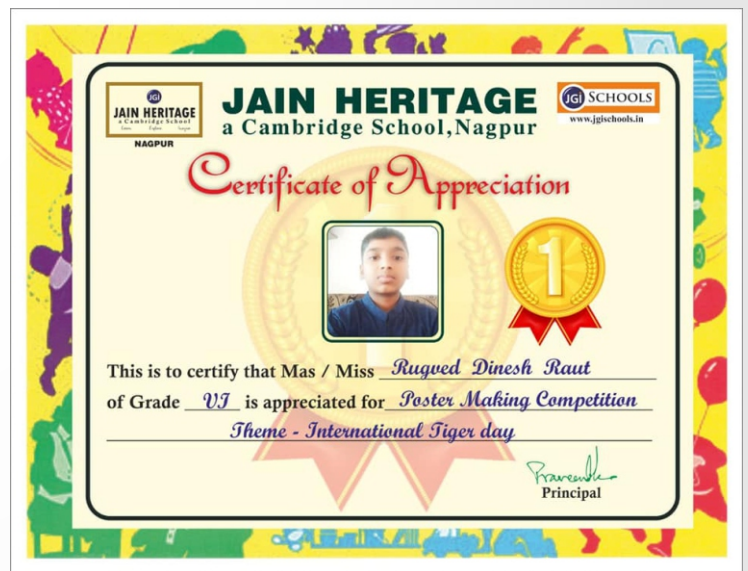 JGI
JAIN HERITAGE
a Cambridge School
NAGPUR
JAIN HERITAGE
a Cambridge School,Nagpur
JGI SCHOOLS
www.jgischools.in
Certificate of Appreciation
1
This is to certify that Mas / Miss Rugved Dinesh Raut
of Grade VI is appreciated for Poster Making Competition
Theme - International Tiger day
Principal